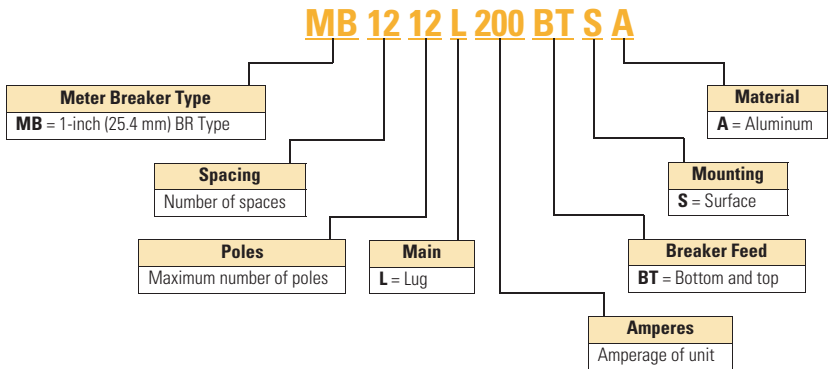 MB 12 12 L 200 BT S A
Meter Breaker Type
MB = 1-inch (25.4 mm) BR Type
Material
A = Aluminum
Spacing
Number of spaces
Mounting
S = Surface
Poles
Maximum number of poles
Main
L = Lug
Breaker Feed
BT = Bottom and top
Amperes
Amperage of unit